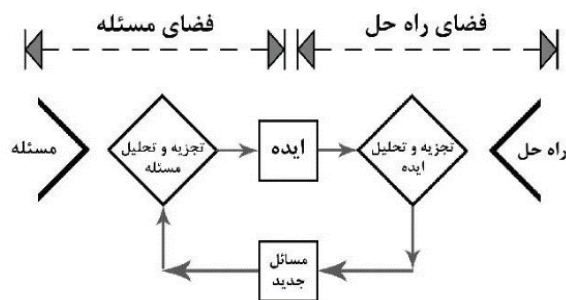 فضای مسئله
فضای راه حل
مسئله
تجزیه و تحلیل
مسئله
ایده
تجزیه و تحلیل
ایده
راه حل
مسائل
جدید